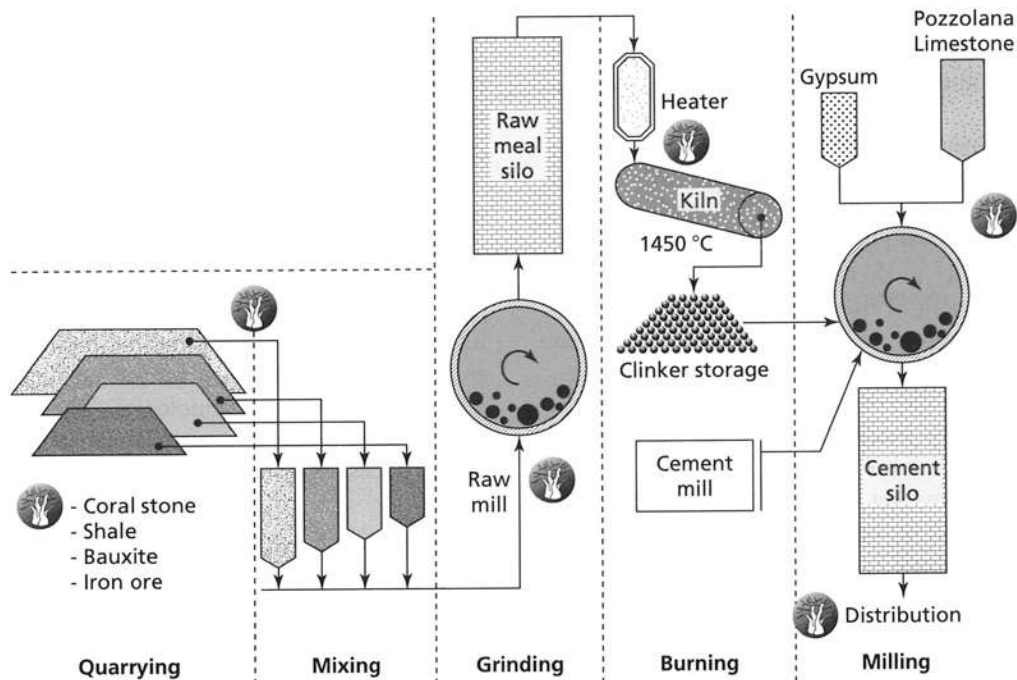 Pozzolana
Limestone
Gypsum
Heater
Raw
meal
silo
Kiln
1450 °C
Clinker storage
Raw
mill
Cement
mill
Cement
silo
- Coral stone
- Shale
- Bauxite
- Iron ore
Distribution
Quarrying
Mixing
Grinding
Burning
Milling